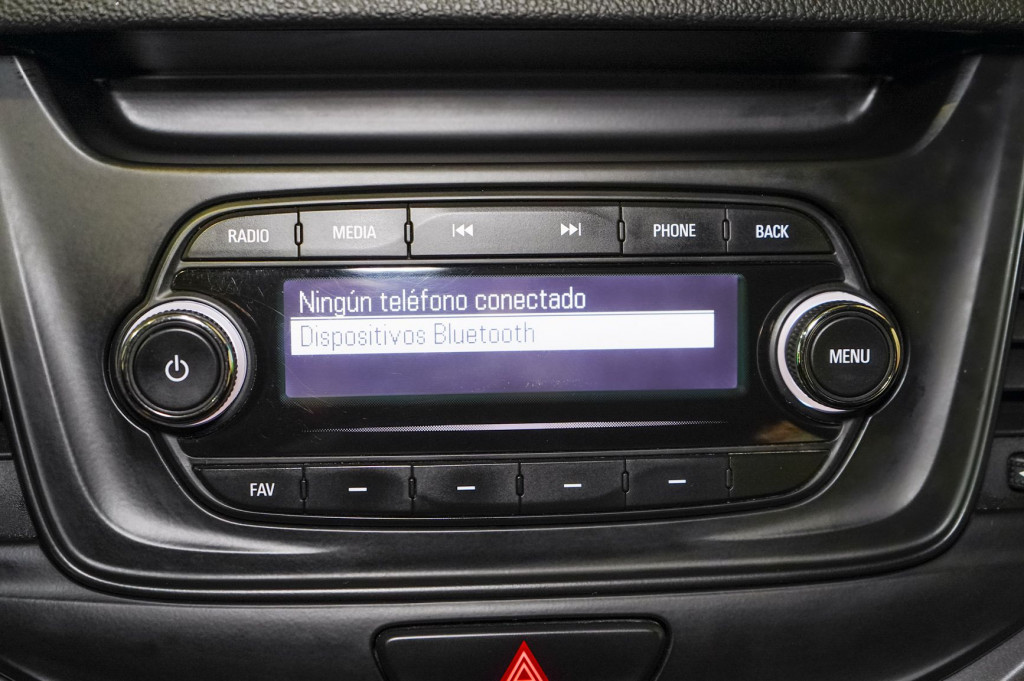 RADIO MEDIA PHONE BACK
Ningún teléfono conectado
Dispositivos Bluetooth
MENU
FAV